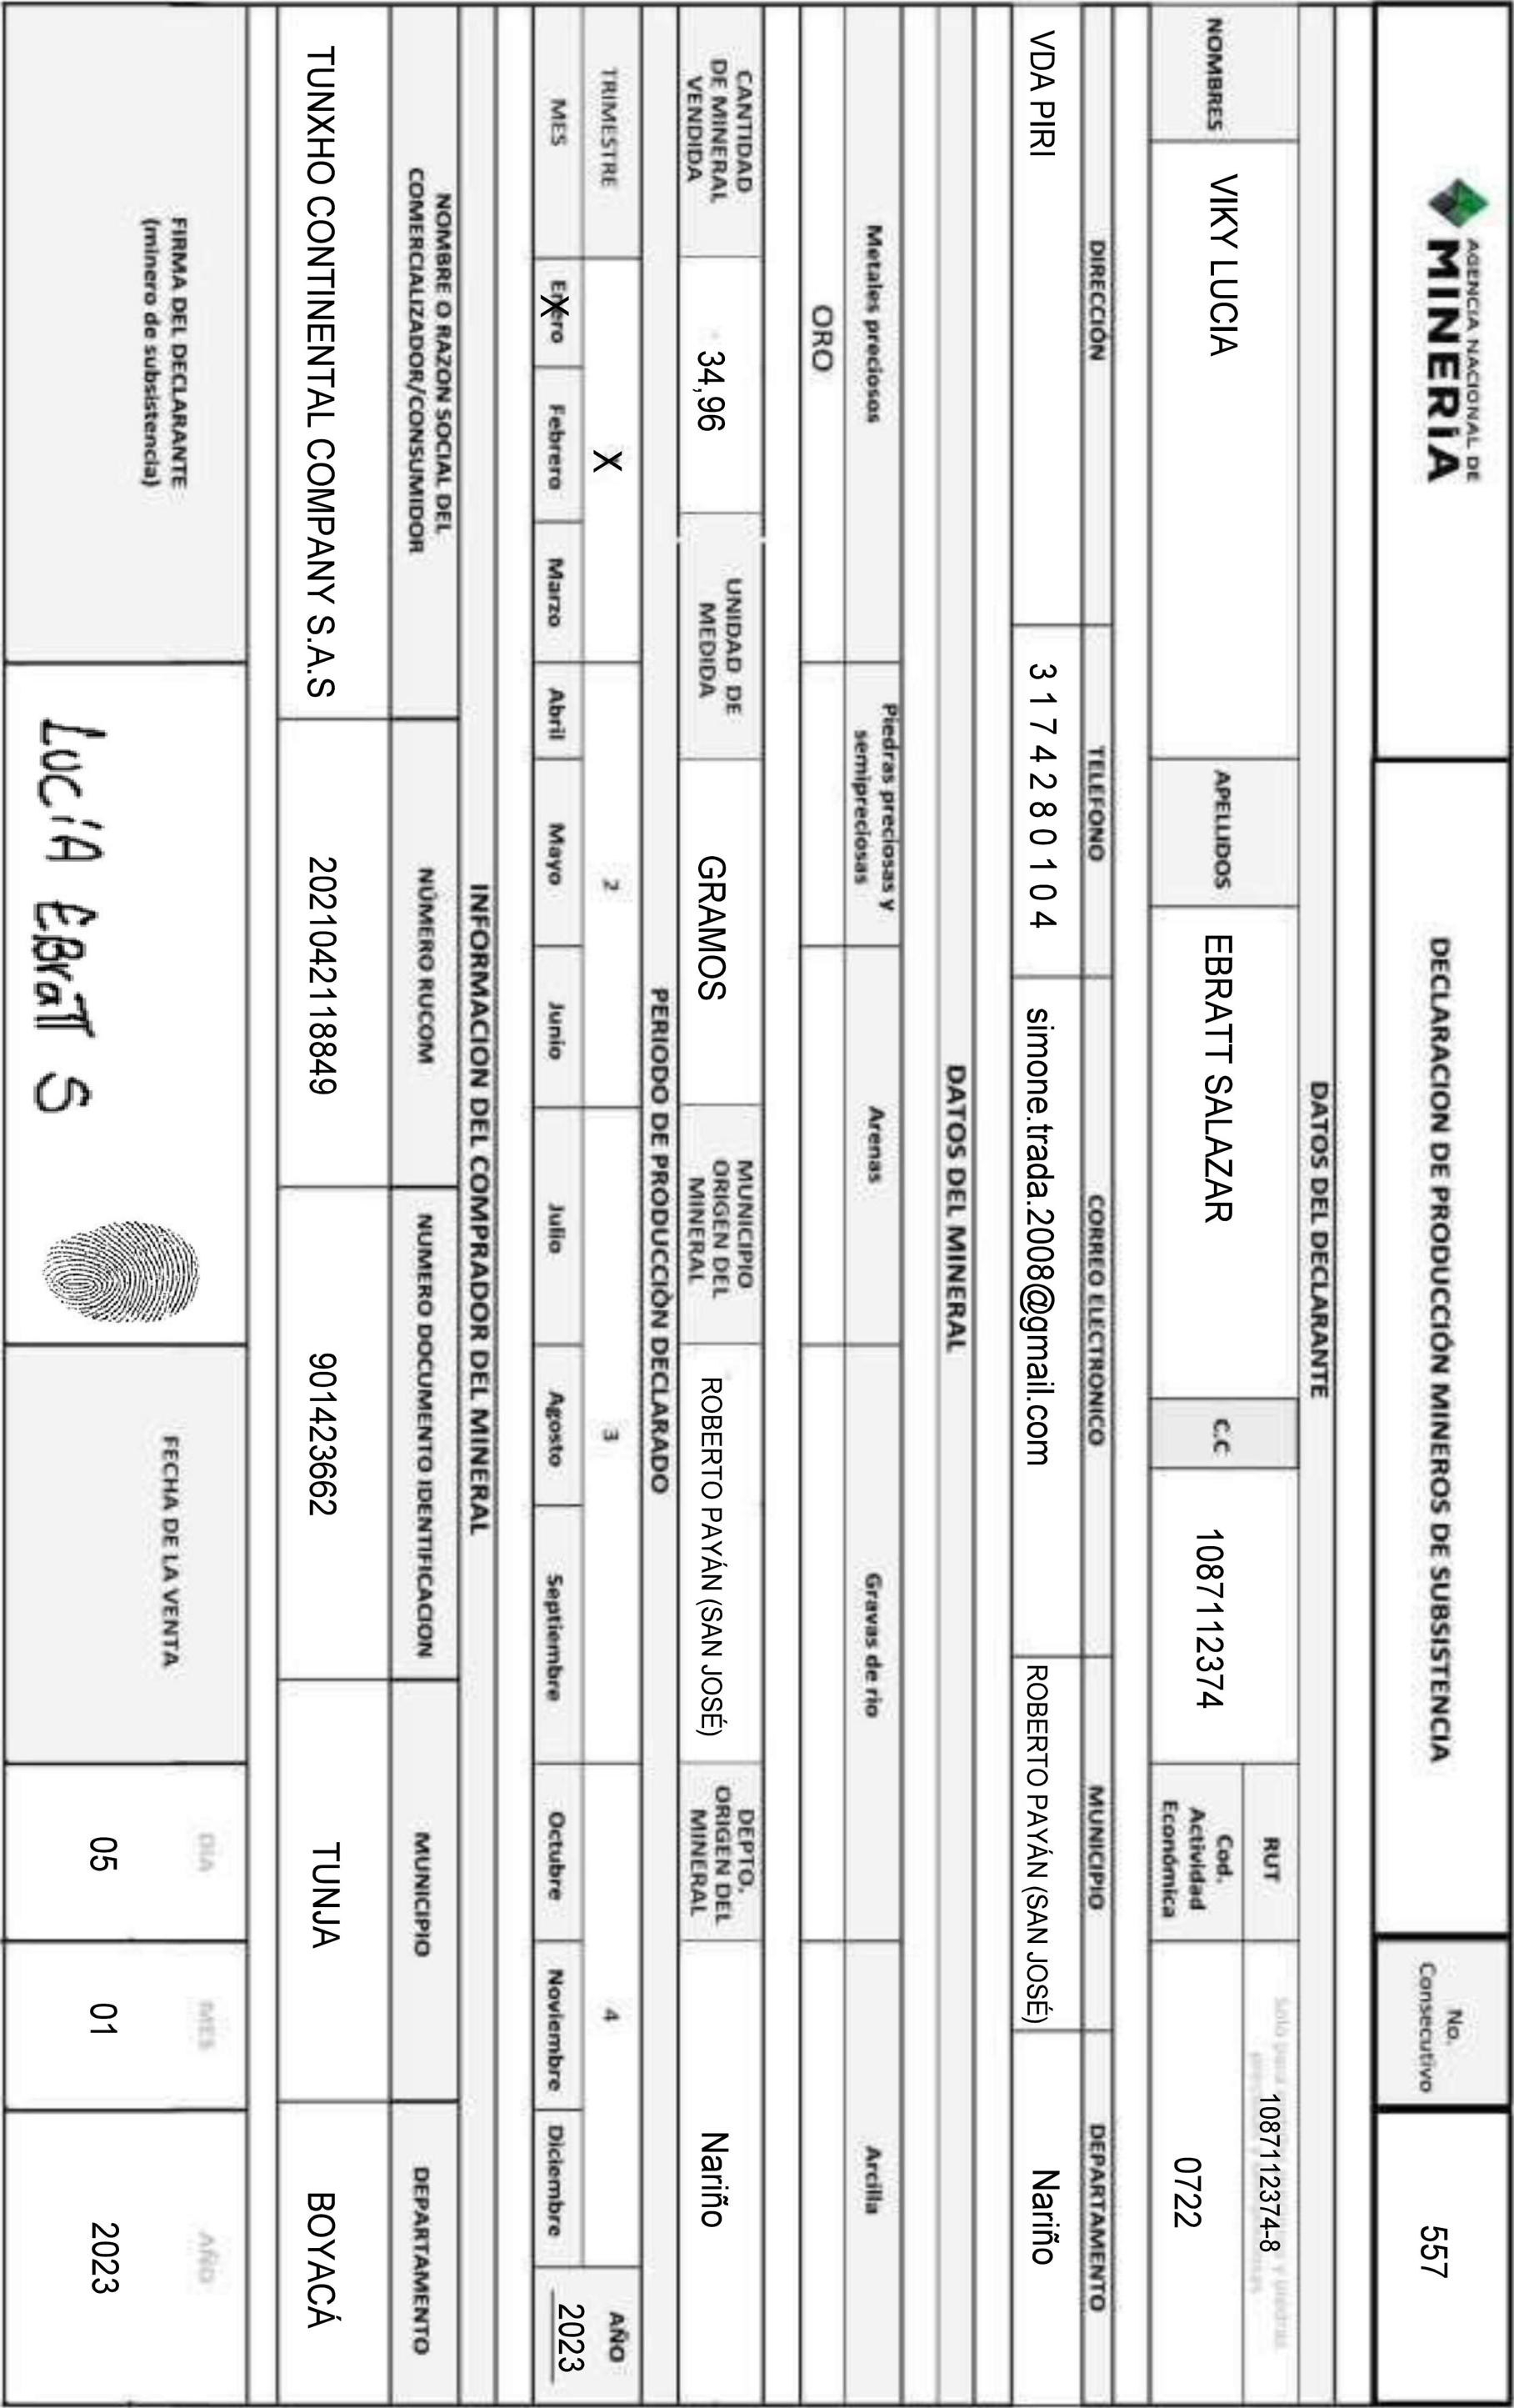 AGENCIA NACIONAL DE
MINERÍA
DECLARACION DE PRODUCCIÓN MINEROS DE SUBSISTENCIA
No.
Consecutivo
557
DATOS DEL DECLARANTE
NOMBRES
VIKY LUCIA
APELLIDOS
EBRATT SALAZAR
C.C
1087112374
RUT
1087112374-8
Cod.
Actividad
Económica
0722
DIRECCIÓN
TELEFONO
CORREO ELECTRONICO
MUNICIPIO
DEPARTAMENTO
VDA PIRI
3 1 7 4 2 8 0 1 0 4
simone.trada.2008@gmail.com
ROBERTO PAYÁN (SAN JOSÉ)
Nariño
DATOS DEL MINERAL
Metales preciosos
Piedras preciosas y
semipreciosas
Arenas
Gravas de rio
Arcilla
ORO
CANTIDAD
DE MINERAL
VENDIDA
34,96
UNIDAD DE
MEDIDA
GRAMOS
MUNICIPIO
ORIGEN DEL
MINERAL
ROBERTO PAYÁN (SAN JOSÉ)
DEPTO.
ORIGEN DEL
MINERAL
Nariño
PERIODO DE PRODUCCIÓN DECLARADO
TRIMESTRE
X
2
3
4
AÑO
MES
Enero
X
Febrero
Marzo
Abril
Mayo
Junio
Julio
Agosto
Septiembre
Octubre
Noviembre
Diciembre
2023
INFORMACIÓN DEL COMPRADOR DEL MINERAL
NOMBRE O RAZON SOCIAL DEL
COMERCIALIZADOR/CONSUMIDOR
NÚMERO RUCOM
NUMERO DOCUMENTO IDENTIFICACION
MUNICIPIO
DEPARTAMENTO
TUNXHO CONTINENTAL COMPANY S.A.S
2021042118849
901423662
TUNJA
BOYACÁ
FIRMA DEL DECLARANTE
(minero de subsistencia)
LUCIA EBRATT S
FECHA DE LA VENTA
DÍA
MES
AÑO
05
01
2023